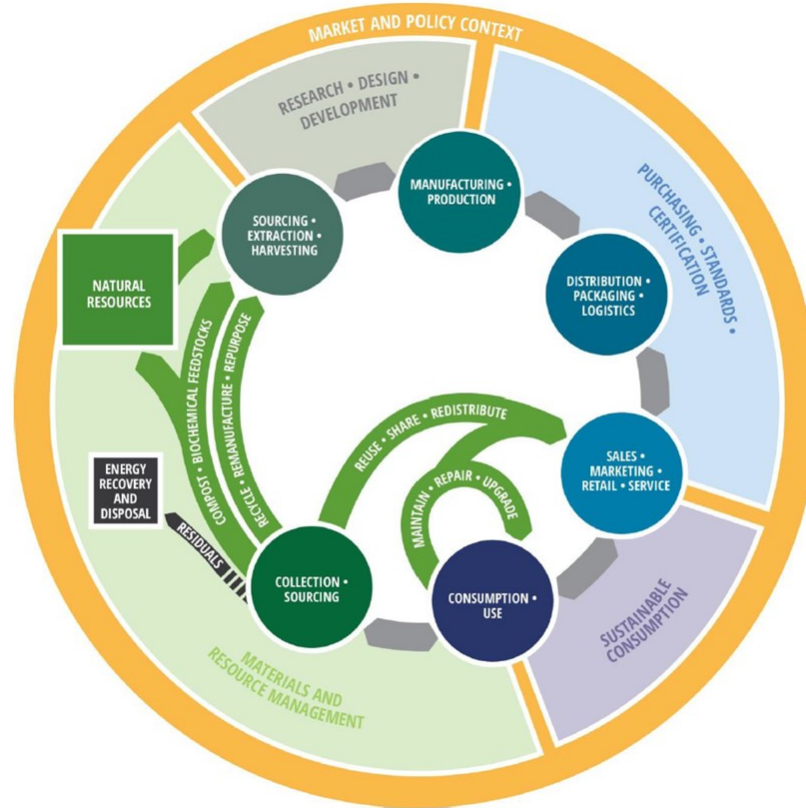 MARKET AND POLICY CONTEXT
RESEARCH • DESIGN •
DEVELOPMENT
MANUFACTURING •
PRODUCTION
SOURCING •
EXTRACTION •
HARVESTING
PURCHASING • STANDARDS •
CERTIFICATION
NATURAL
RESOURCES
DISTRIBUTION •
PACKAGING •
LOGISTICS
COMPOST • BIOCHEMICAL FEEDSTOCKS
RECYCLE • REMANUFACTURE • REPURPOSE
REUSE • SHARE • REDISTRIBUTE
MAINTAIN • REPAIR • UPGRADE
SALES •
MARKETING •
RETAIL • SERVICE
ENERGY
RECOVERY
AND
DISPOSAL
RESIDUALS
COLLECTION •
SOURCING
CONSUMPTION •
USE
SUSTAINABLE
CONSUMPTION
MATERIALS AND
RESOURCE MANAGEMENT